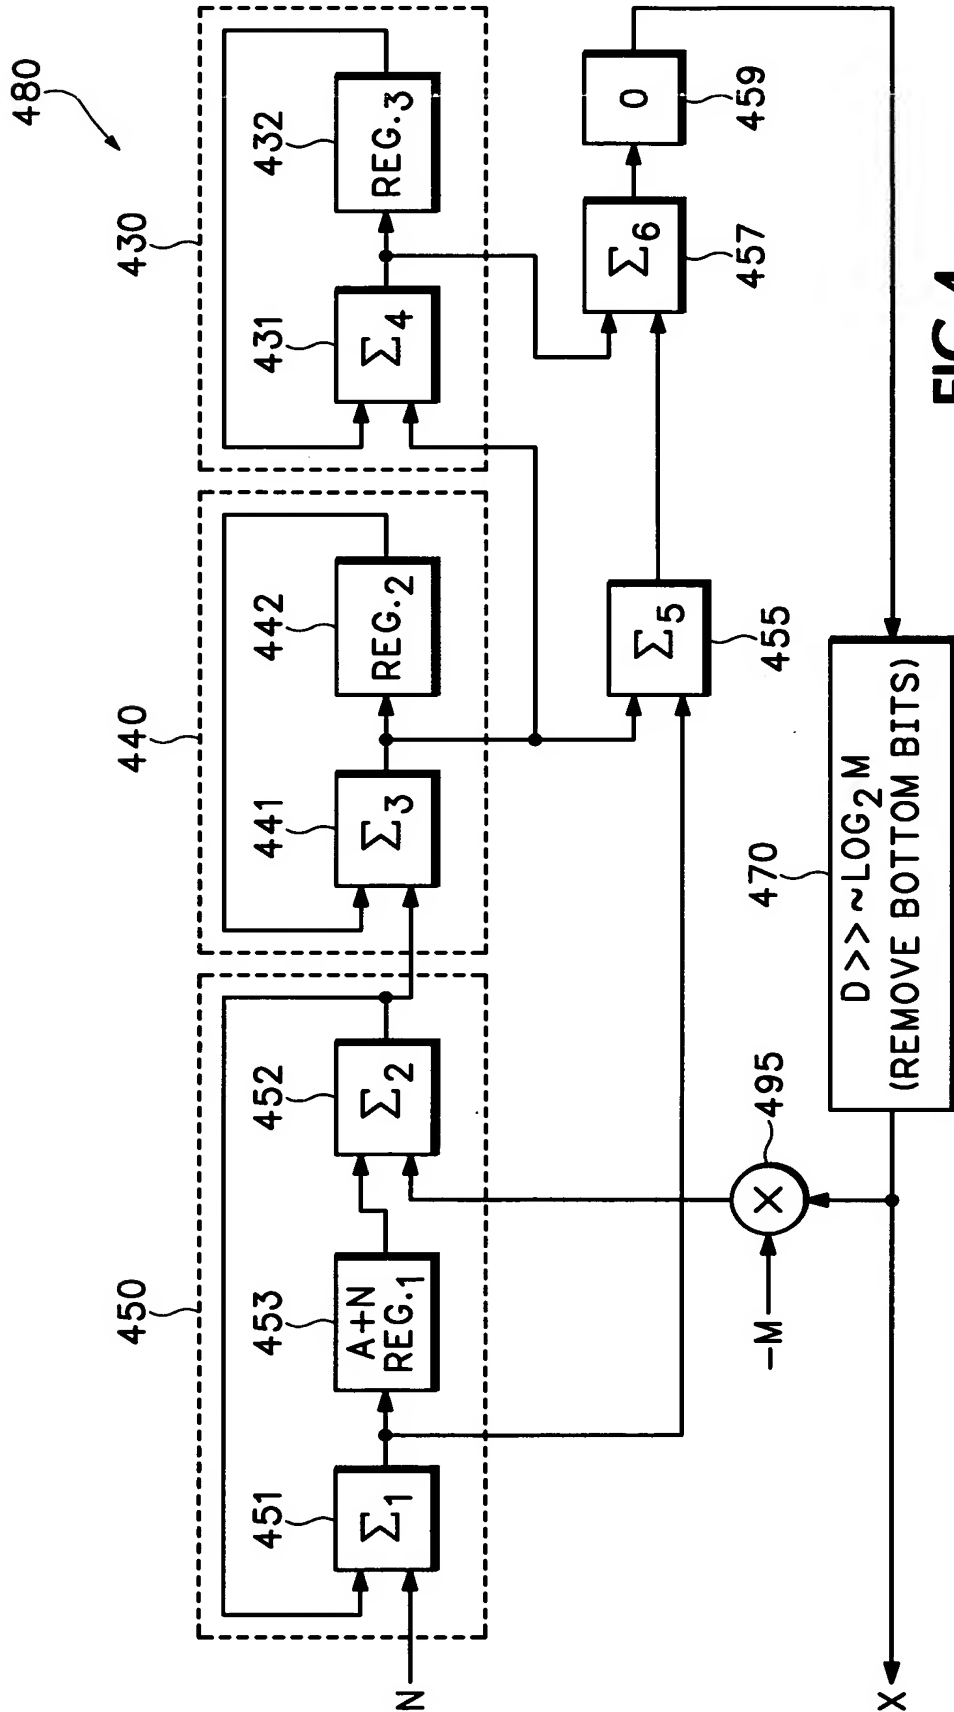 480
430
431
432
Σ4
REG.3
440
441
442
Σ3
REG.2
450
451
453
452
Σ1
A+N
REG.1
Σ2
N
Σ5
455
Σ6
457
0
459
-M
X
495
470
D>>~LOG2M
(REMOVE BOTTOM BITS)
X